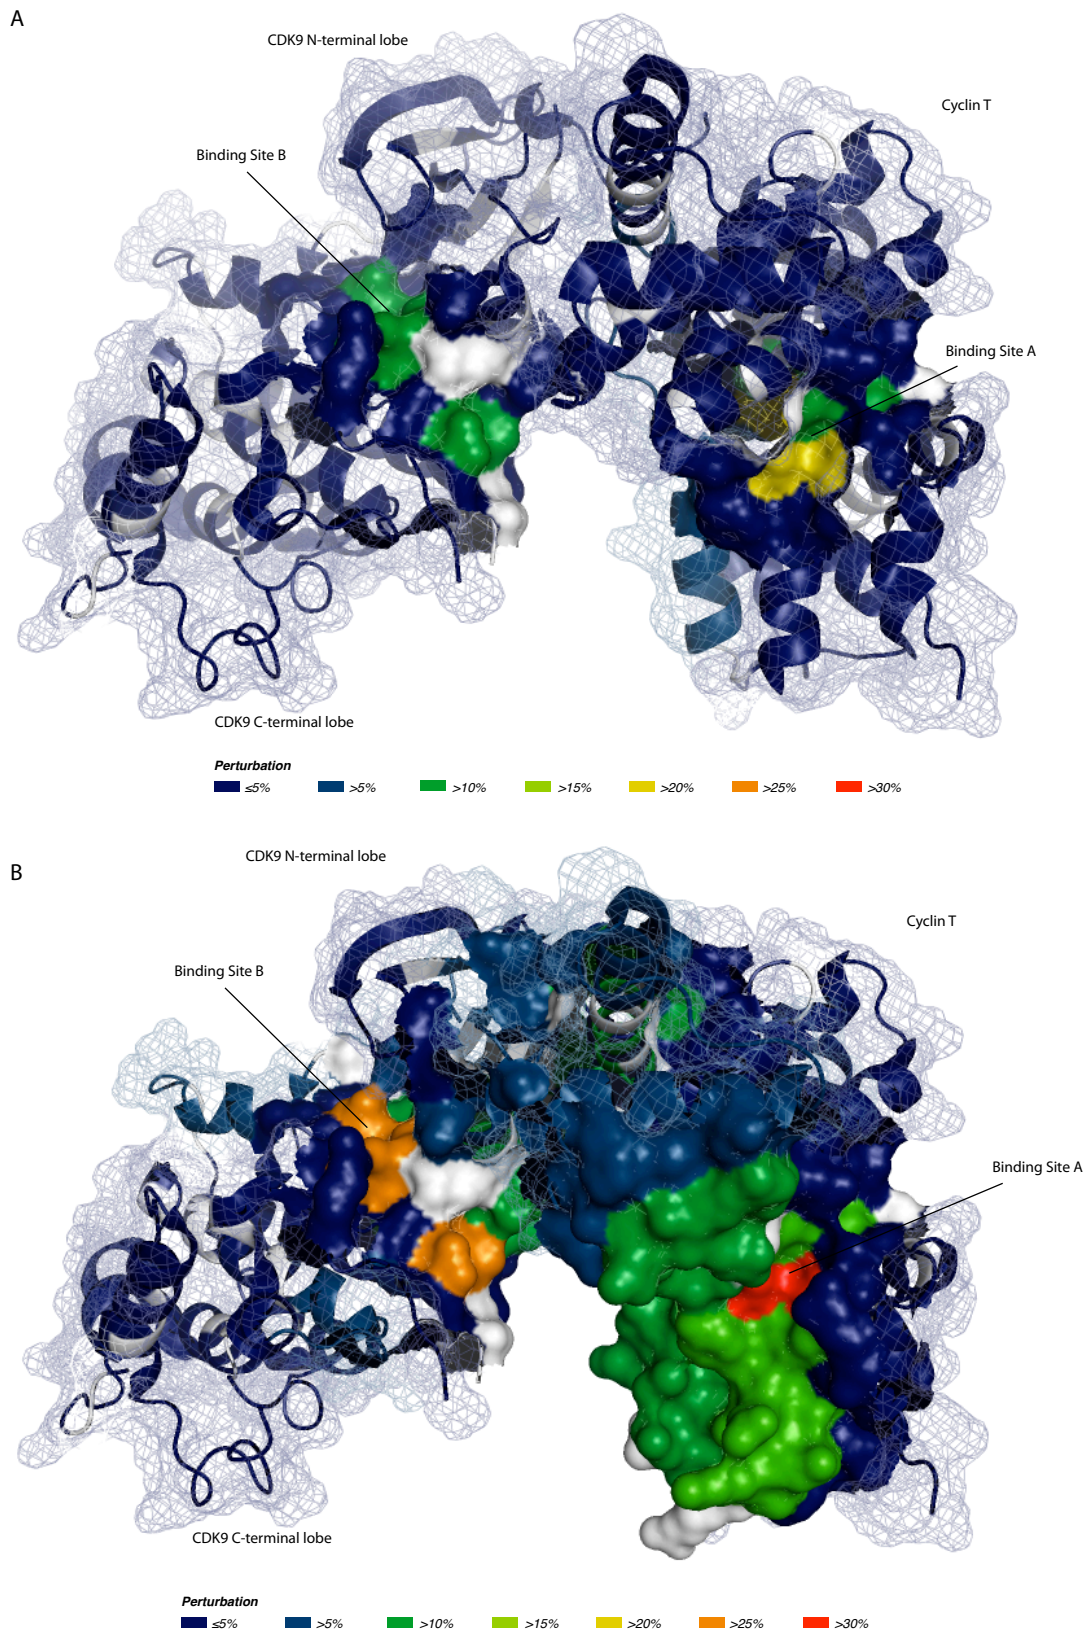 A
CDK9 N-terminal lobe
Cyclin T
Binding Site B
Binding Site A
CDK9 C-terminal lobe
Perturbation
≤5% >5% >10% >15% >20% >25% >30%
B
CDK9 N-terminal lobe
Cyclin T
Binding Site B
Binding Site A
CDK9 C-terminal lobe
Perturbation
≤5% >5% >10% >15% >20% >25% >30%